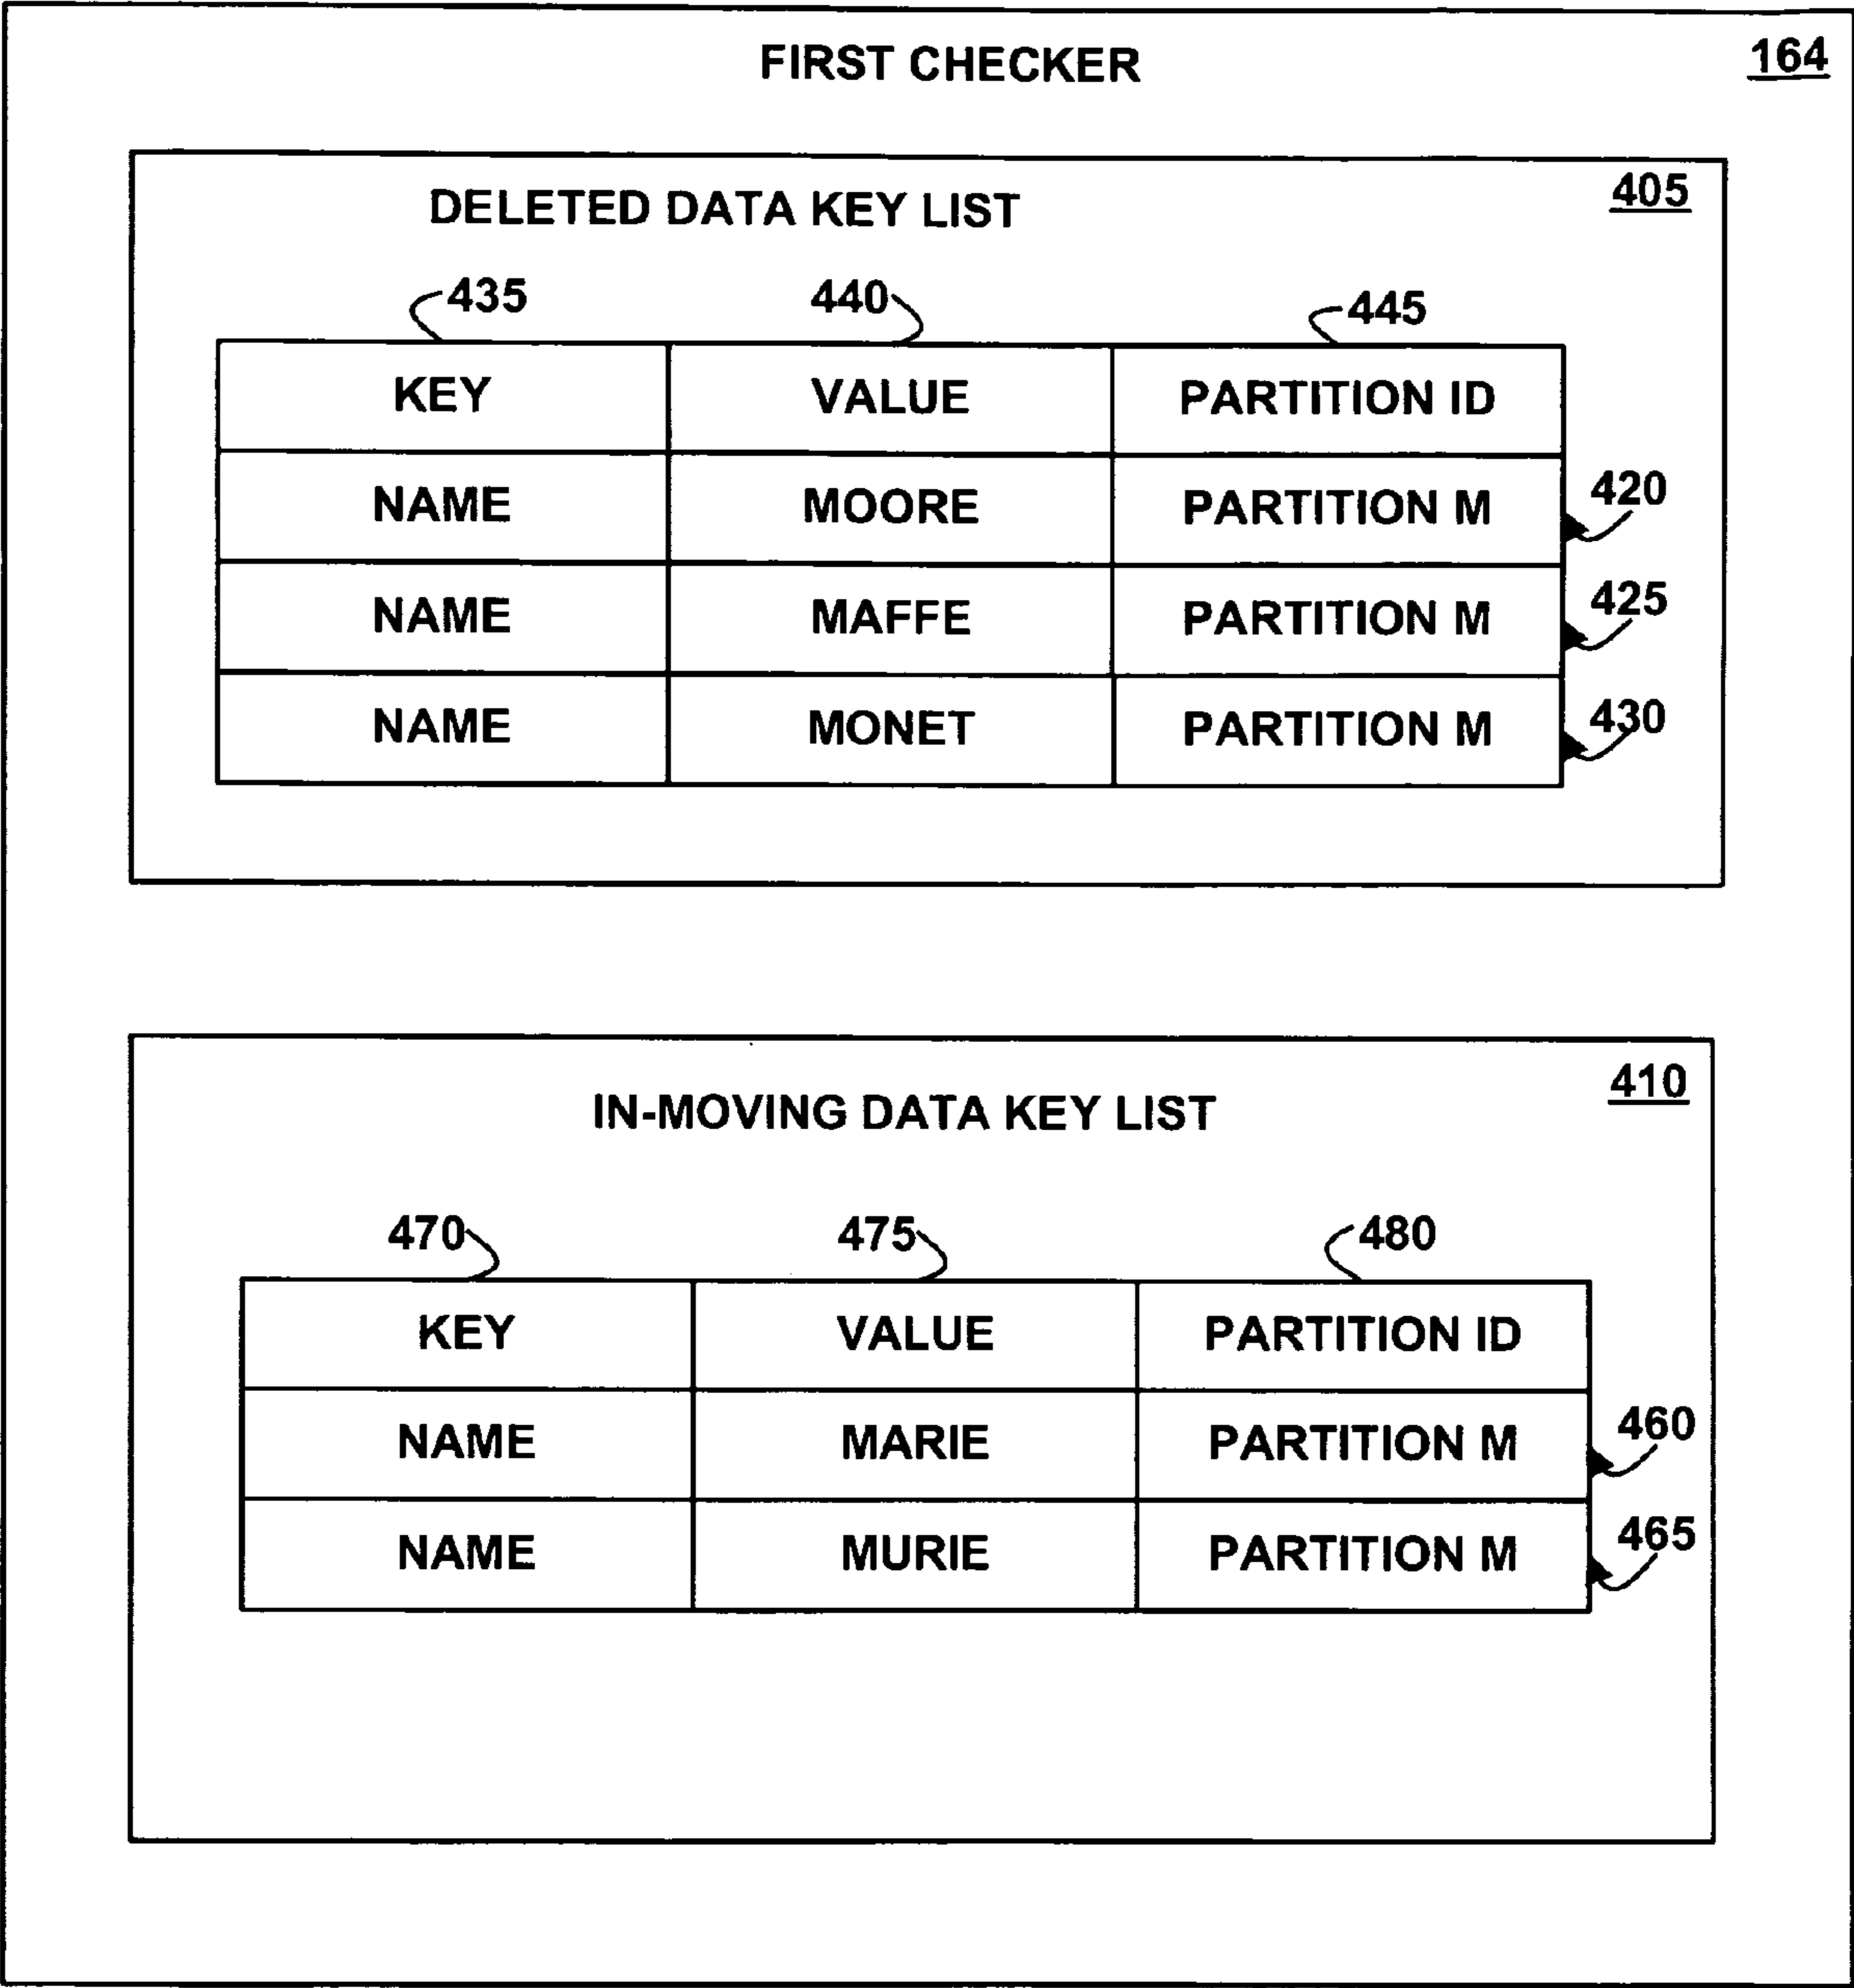 FIRST CHECKER 164
DELETED DATA KEY LIST 405
435 440 445
KEY VALUE PARTITION ID
NAME MOORE PARTITION M 420
NAME MAFFE PARTITION M 425
NAME MONET PARTITION M 430
IN-MOVING DATA KEY LIST 410
470 475 480
KEY VALUE PARTITION ID
NAME MARIE PARTITION M 460
NAME MURIE PARTITION M 465